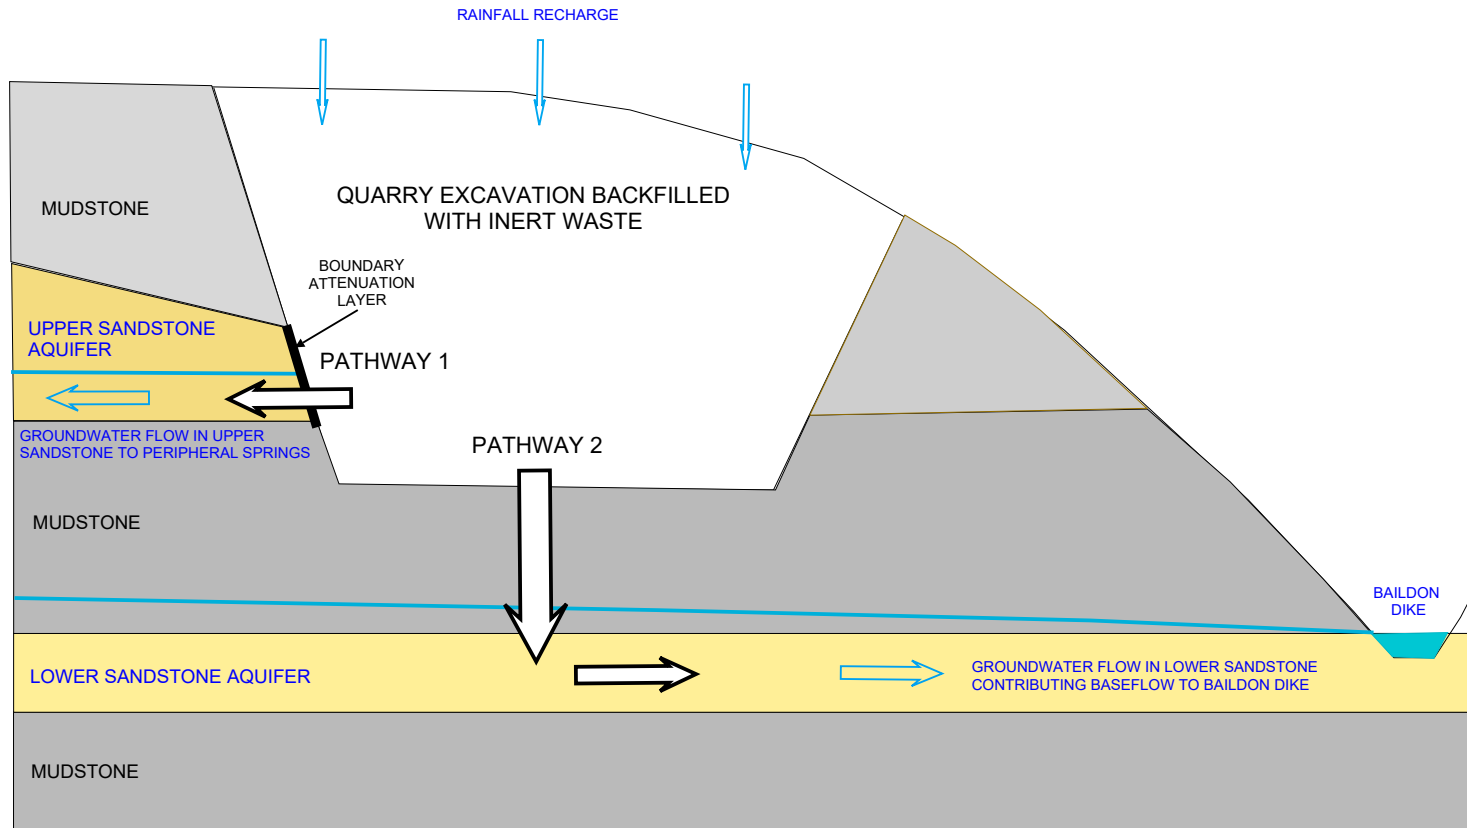 RAINFALL RECHARGE
MUDSTONE
QUARRY EXCAVATION BACKFILLED
WITH INERT WASTE
BOUNDARY
ATTENUATION
LAYER
UPPER SANDSTONE
AQUIFER
PATHWAY 1
GROUNDWATER FLOW IN UPPER
SANDSTONE TO PERIPHERAL SPRINGS
PATHWAY 2
MUDSTONE
BAILDON
DIKE
LOWER SANDSTONE AQUIFER
GROUNDWATER FLOW IN LOWER SANDSTONE
CONTRIBUTING BASEFLOW TO BAILDON DIKE
MUDSTONE